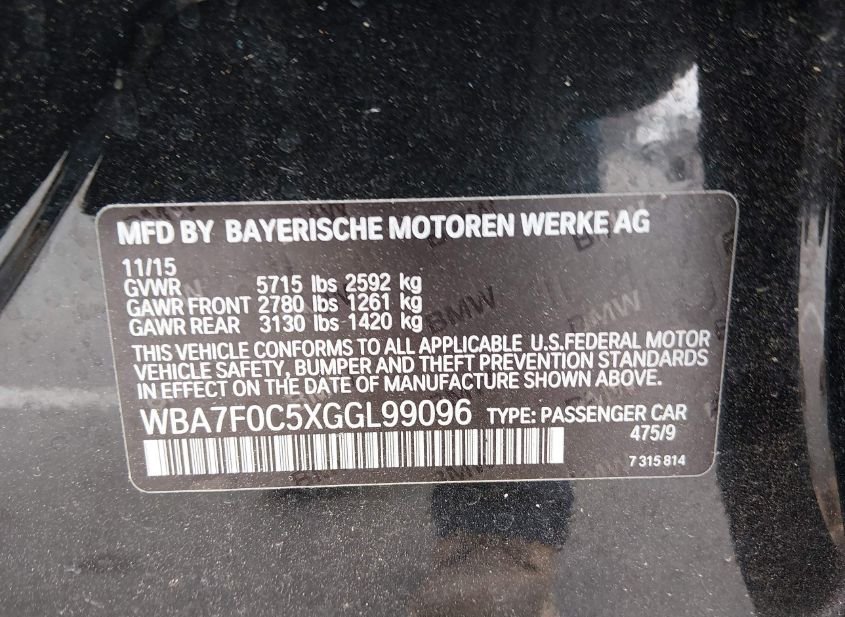 MFD BY BAYERISCHE MOTOREN WERKE AG
11/15
GVWR 5715 lbs 2592 kg
GAWR FRONT 2780 lbs 1261 kg
GAWR REAR 3130 lbs 1420 kg
THIS VEHICLE CONFORMS TO ALL APPLICABLE U.S.FEDERAL MOTOR
VEHICLE SAFETY, BUMPER AND THEFT PREVENTION STANDARDS
IN EFFECT ON THE DATE OF MANUFACTURE SHOWN ABOVE.
WBA7F0C5XGGL99096 TYPE: PASSENGER CAR
475/9
7 315 814